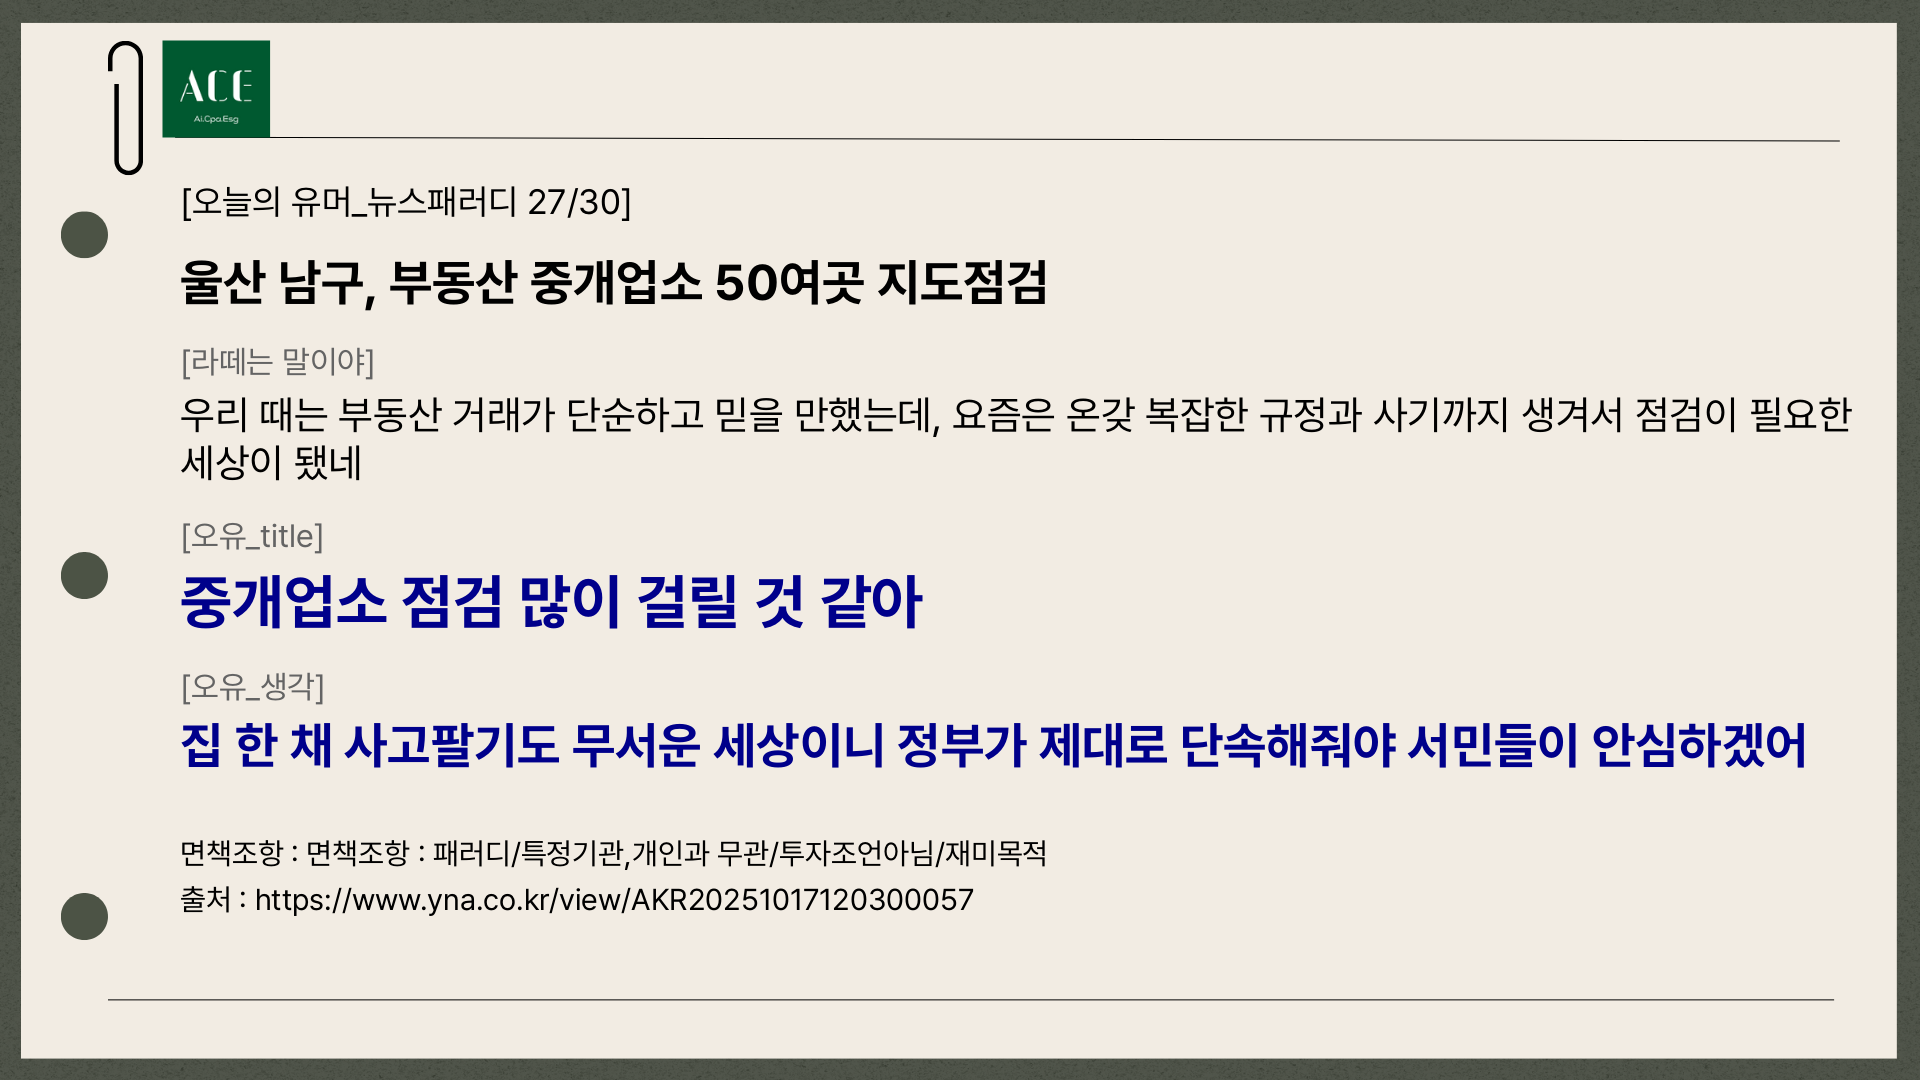 ACE
Ai.Cpa.Esg
[오늘의 유머_뉴스패러디 27/30]
울산 남구, 부동산 중개업소 50여곳 지도점검
[라떼는 말이야]
우리 때는 부동산 거래가 단순하고 믿을 만했는데, 요즘은 온갖 복잡한 규정과 사기까지 생겨서 점검이 필요한
세상이 됐네
[오유_title]
중개업소 점검 많이 걸릴 것 같아
[오유_생각]
집 한 채 사고팔기도 무서운 세상이니 정부가 제대로 단속해줘야 서민들이 안심하겠어
면책조항 : 면책조항 : 패러디/특정기관,개인과 무관/투자조언아님/재미목적
출처 : https://www.yna.co.kr/view/AKR20251017120300057